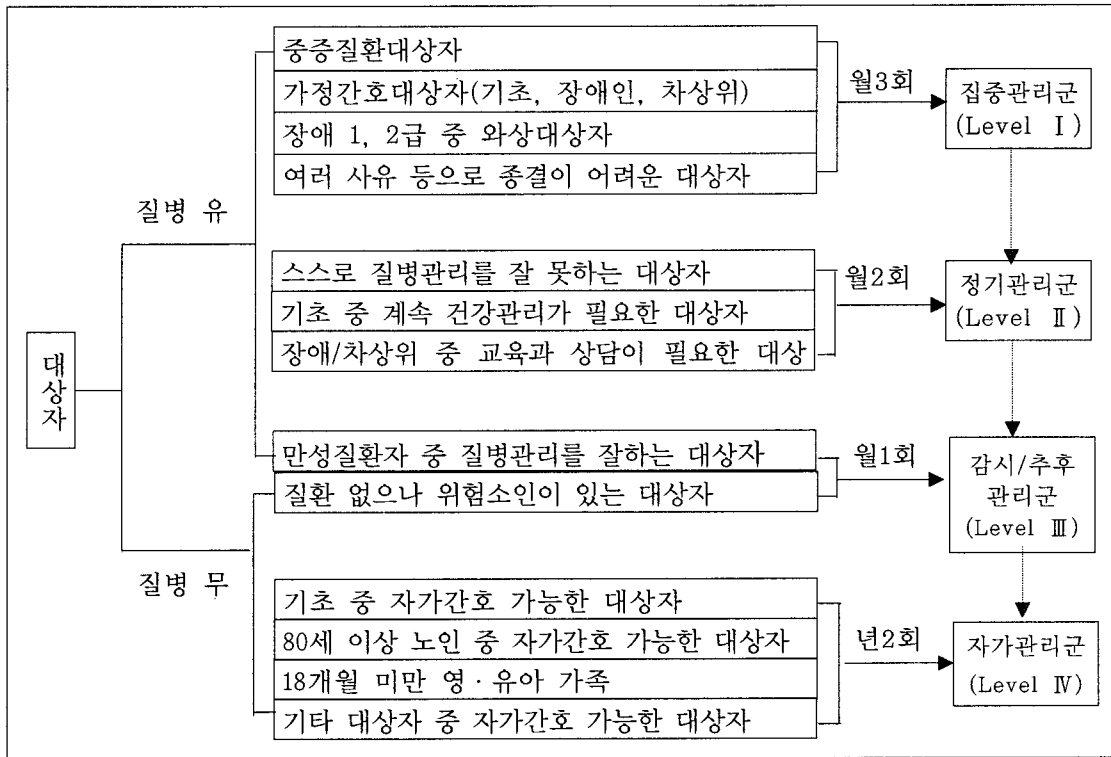 중증질환대상자
가정간호대상자(기초, 장애인, 차상위)
장애 1, 2급 중 와상대상자
여러 사유 등으로 종결이 어려운 대상자
월3회
집중관리군
(Level Ⅰ)
질병 유
스스로 질병관리를 잘 못하는 대상자
기초 중 계속 건강관리가 필요한 대상자
장애/차상위 중 교육과 상담이 필요한 대상
월2회
정기관리군
(Level Ⅱ)
대상자
만성질환자 중 질병관리를 잘하는 대상자
질환 없으나 위험소인이 있는 대상자
월1회
감시/추후
관리군
(Level Ⅲ)
질병 무
기초 중 자가간호 가능한 대상자
80세 이상 노인 중 자가간호 가능한 대상자
18개월 미만 영·유아 가족
기타 대상자 중 자가간호 가능한 대상자
년2회
자가관리군
(Level Ⅳ)